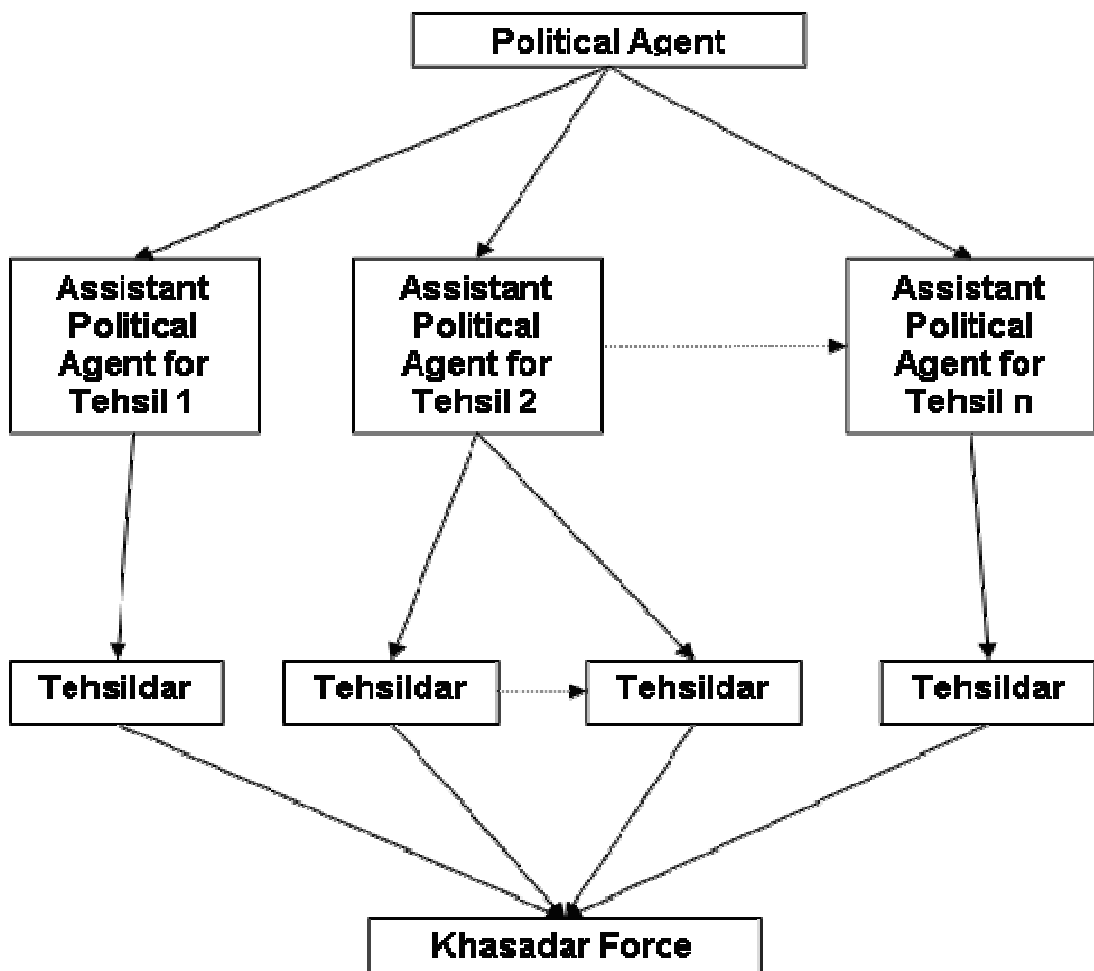 Political Agent
Assistant
Political
Agent for
Tehsil 1
Assistant
Political
Agent for
Tehsil 2
Assistant
Political
Agent for
Tehsil n
Tehsildar
Tehsildar
Tehsildar
Tehsildar
Khasadar Force